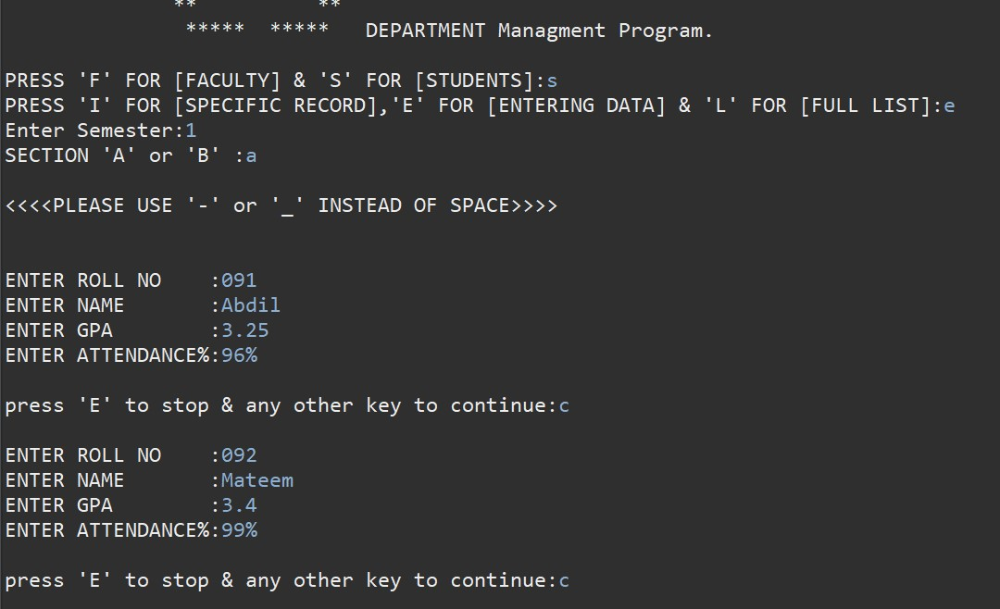 **          **
*****  *****   DEPARTMENT Managment Program.
PRESS 'F' FOR [FACULTY] & 'S' FOR [STUDENTS]:s
PRESS 'I' FOR [SPECIFIC RECORD],'E' FOR [ENTERING DATA] & 'L' FOR [FULL LIST]:e
Enter Semester:1
SECTION 'A' or 'B' :a
<<<<PLEASE USE '-' or '_' INSTEAD OF SPACE>>>>
ENTER ROLL NO    :091
ENTER NAME       :Abdil
ENTER GPA        :3.25
ENTER ATTENDANCE%:96%
press 'E' to stop & any other key to continue:c
ENTER ROLL NO    :092
ENTER NAME       :Mateem
ENTER GPA        :3.4
ENTER ATTENDANCE%:99%
press 'E' to stop & any other key to continue:c